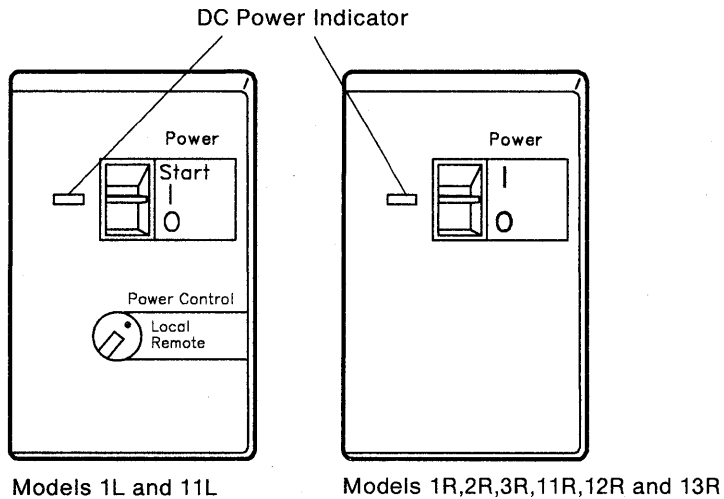 DC Power Indicator
Power
Start
|
O
Power Control
Local
Remote
Models 1L and 11L
Power
|
O
Models 1R,2R,3R,11R,12R and 13R